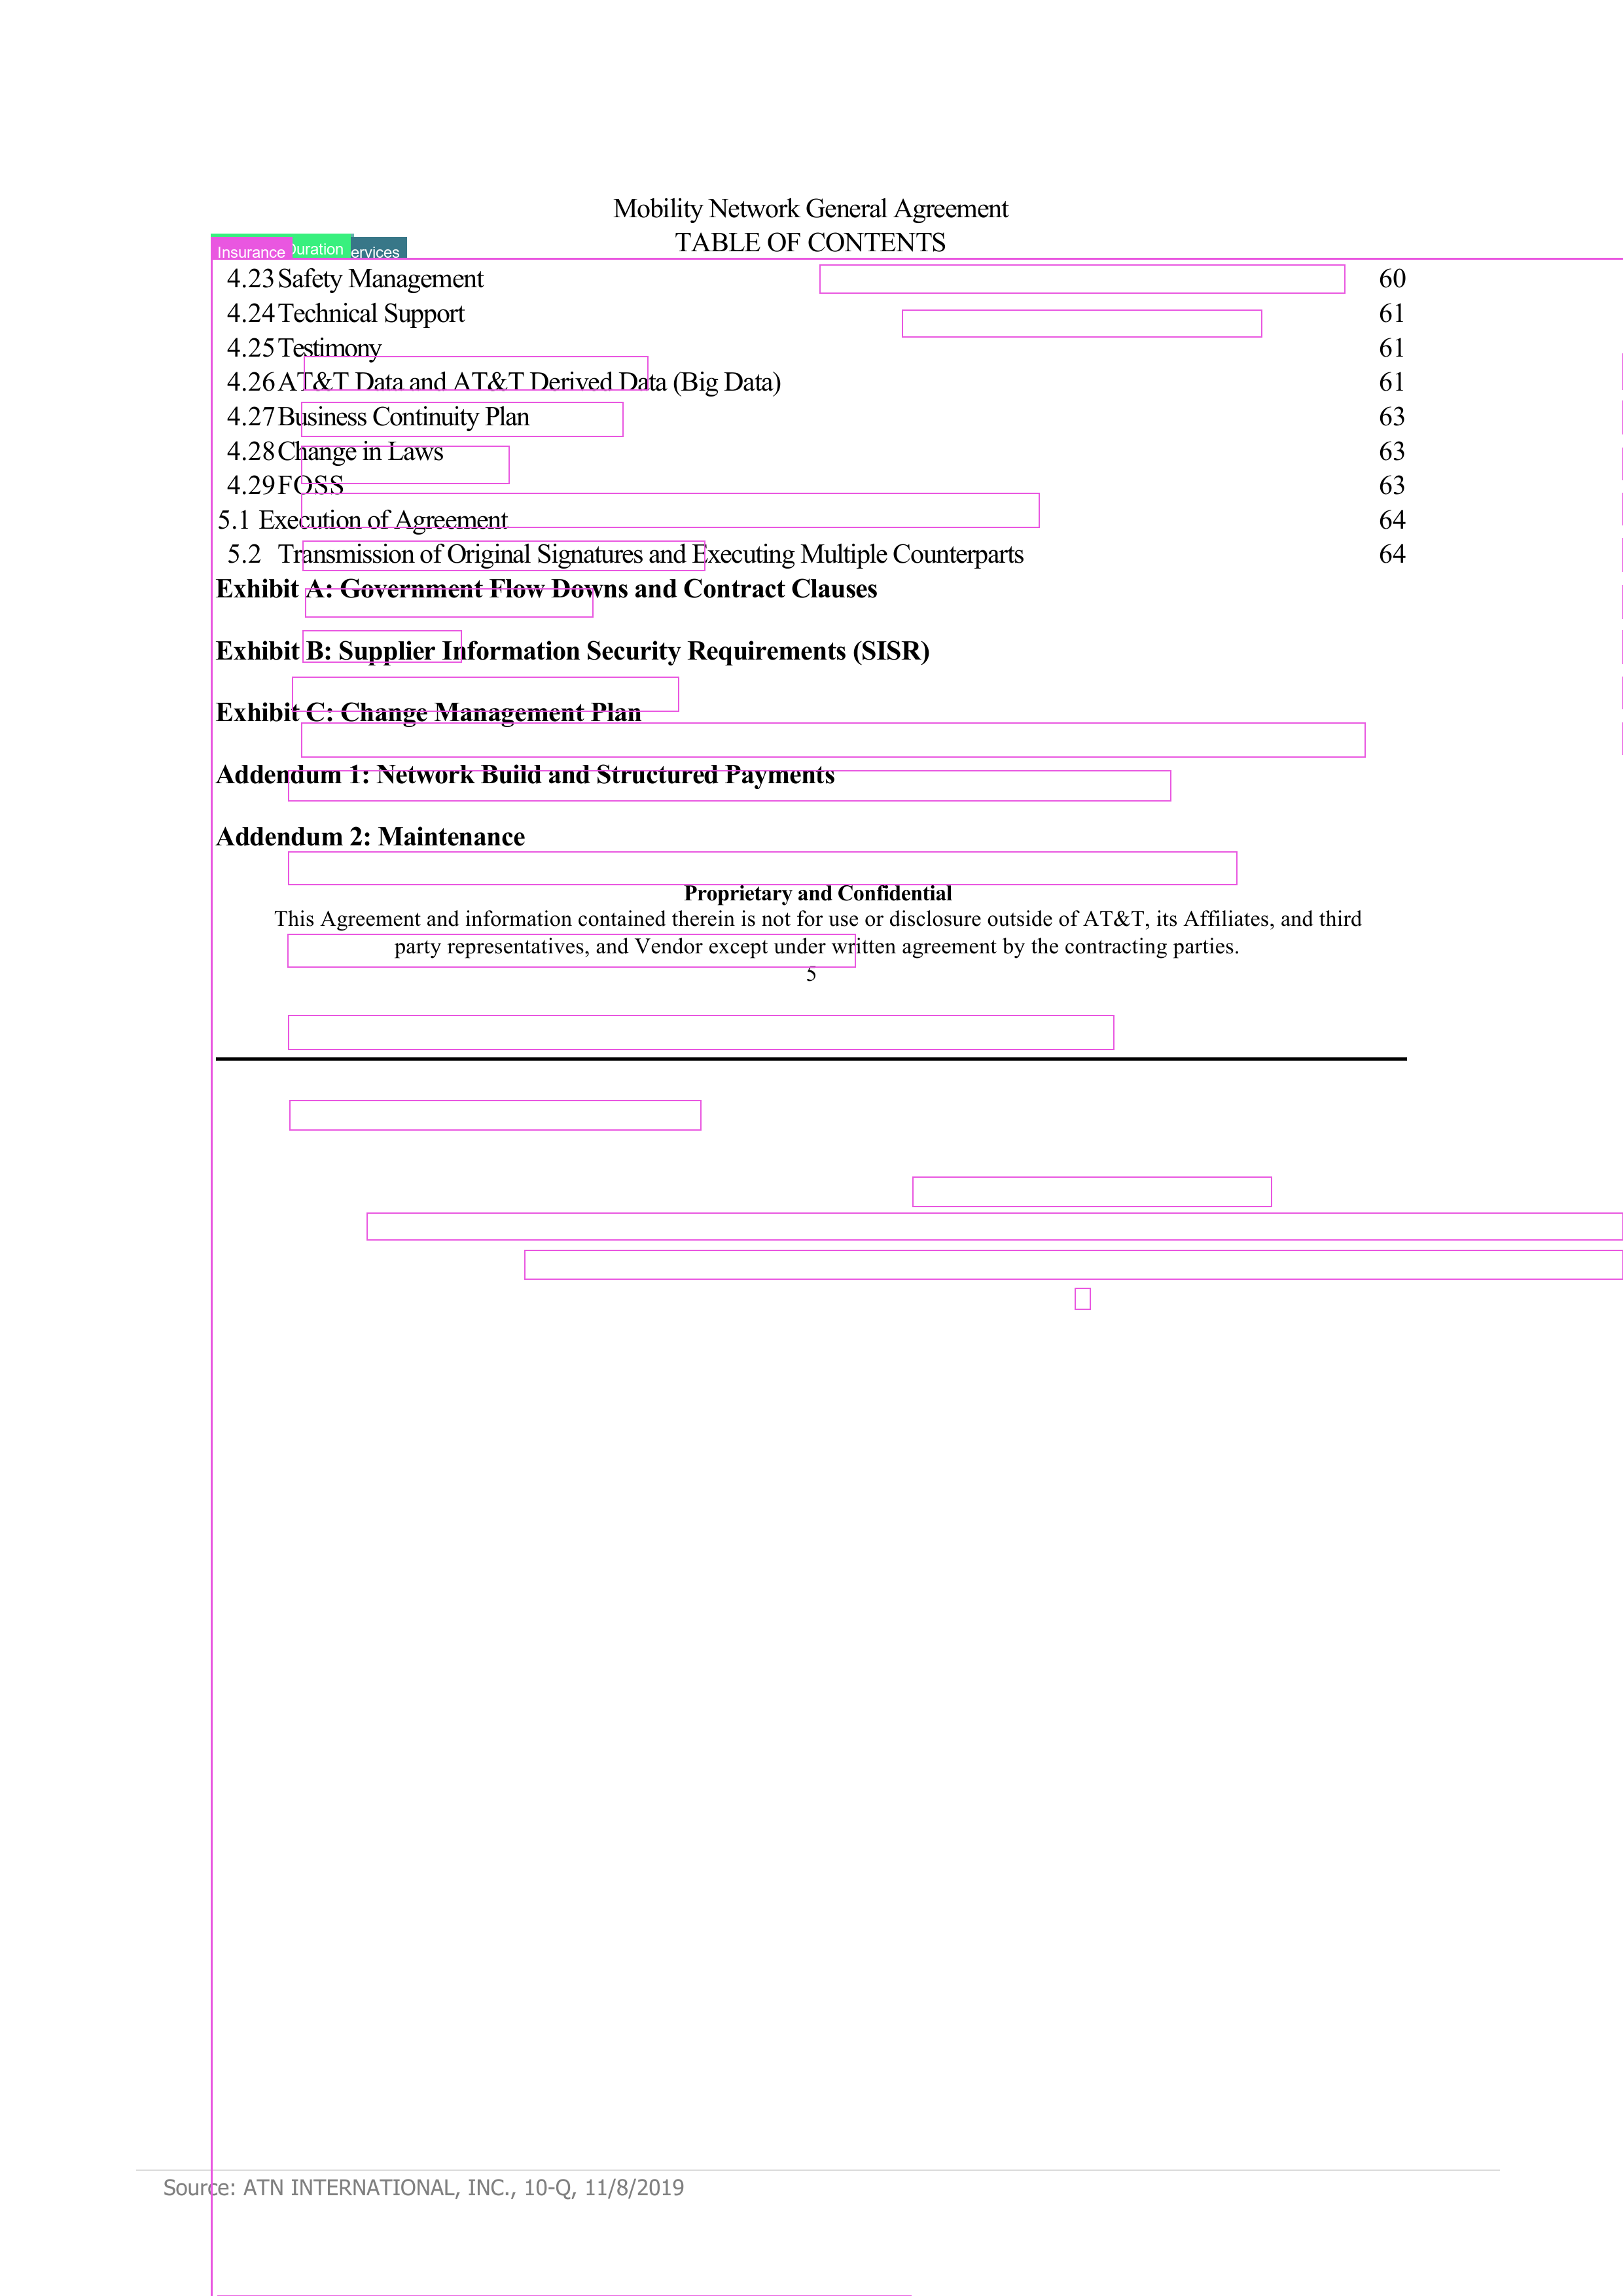 Mobility Network General Agreement
TABLE OF CONTENTS
Insurance Duration ervices
4.23 Safety Management 60
4.24 Technical Support 61
4.25 Testimony 61
4.26 AT&T Data and AT&T Derived Data (Big Data) 61
4.27 Business Continuity Plan 63
4.28 Change in Laws 63
4.29 FOSS 63
5.1 Execution of Agreement 64
5.2 Transmission of Original Signatures and Executing Multiple Counterparts 64
Exhibit A: Government Flow Downs and Contract Clauses
Exhibit B: Supplier Information Security Requirements (SISR)
Exhibit C: Change Management Plan
Addendum 1: Network Build and Structured Payments
Addendum 2: Maintenance
Proprietary and Confidential
This Agreement and information contained therein is not for use or disclosure outside of AT&T, its Affiliates, and third
party representatives, and Vendor except under written agreement by the contracting parties.
5
Source: ATN INTERNATIONAL, INC., 10-Q, 11/8/2019